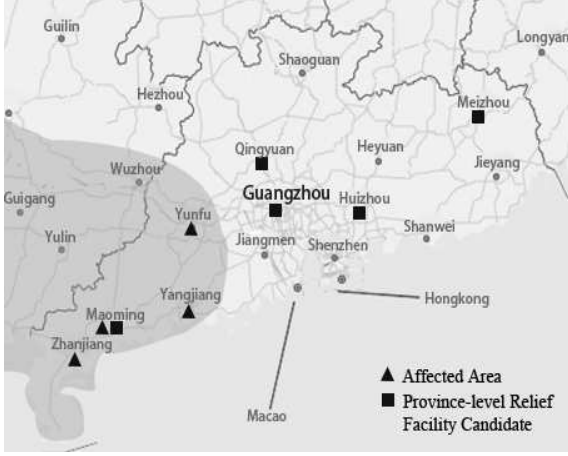 Guilin
Longyan
Shaoguan
Hezhou
Meizhou
Qingyuan
Heyuan
Wuzhou
Jieyang
Guangzhou
Huizhou
Guigang
Yunfu
Shanwei
Yulin
Jiangmen
Shenzhen
Yangjiang
Hongkong
Maoming
Zhanjiang
Affected Area
Province-level Relief
Facility Candidate
Macao